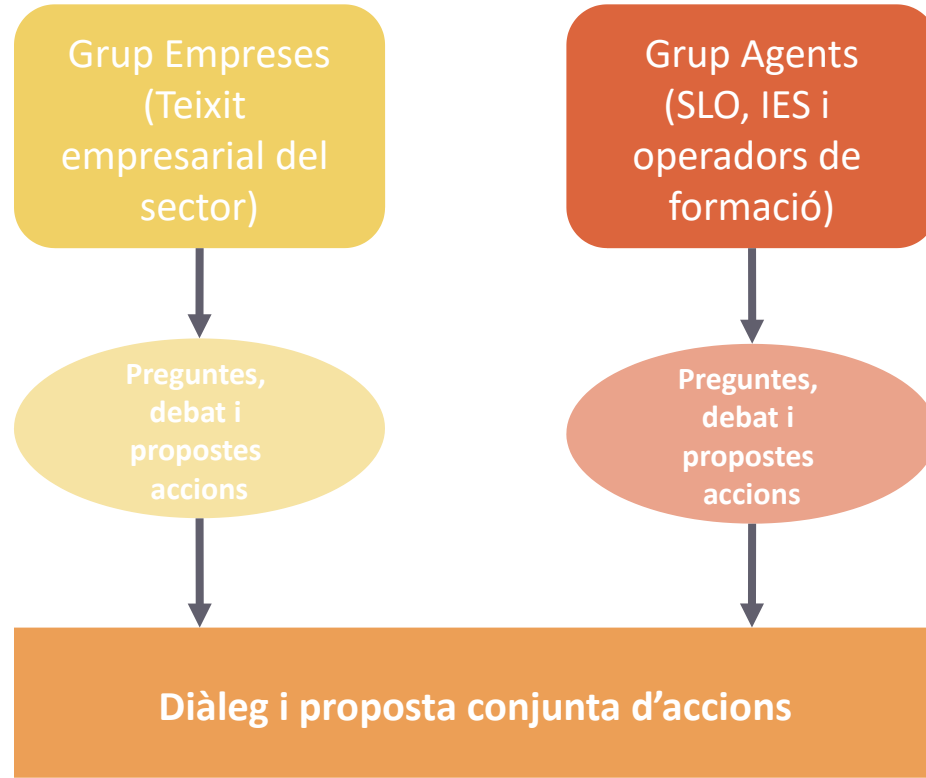 Grup Empreses
(Teixit
empresarial del
sector)
Grup Agents
(SLO, IES i
operadors de
formació)
Preguntes,
debat i
propostes
accions
Preguntes,
debat i
propostes
accions
Diàleg i proposta conjunta d’accions